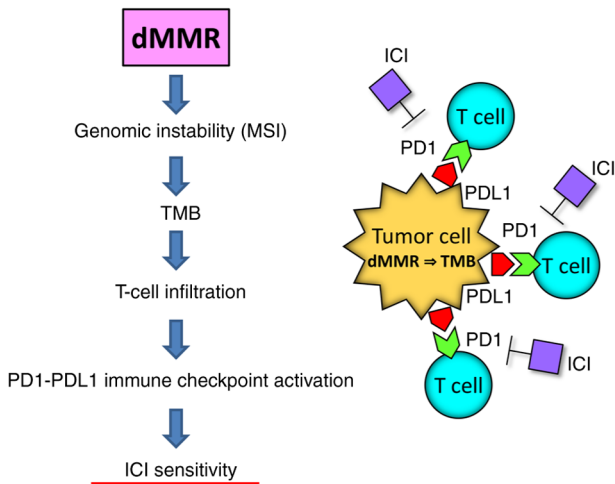 dMMR
Genomic instability (MSI)
TMB
T-cell infiltration
PD1-PDL1 immune checkpoint activation
ICI sensitivity
ICI
T cell
PD1
PDL1
ICI
PD1
Tumor cell
dMMR ⇒ TMB
T cell
PDL1
PD1
ICI
T cell